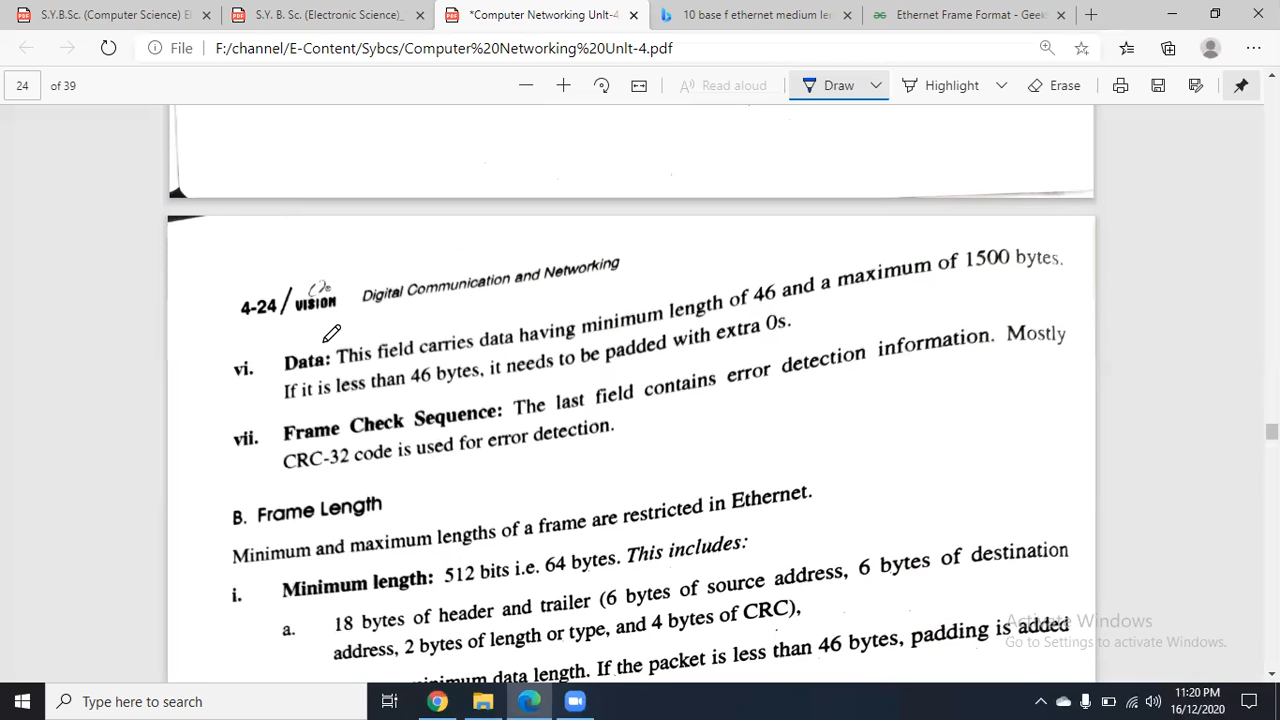 S.Y.B.Sc. (Computer Science) E
S.Y. B. Sc. (Electronic Science)_
*Computer Networking Unlt-4.
10 base f ethernet medium le
Ethernet Frame Format - Geeks
File
F:/channel/E-Content/Sybcs/Computer%20Networking%20Unlt-4.pdf
24 of 39
Read aloud
Draw
Highlight
Erase
4-24 / VISION Digital Communication and Networking
vi. Data: This field carries data having minimum length of 46 and a maximum of 1500 bytes.
If it is less than 46 bytes, it needs to be padded with extra 0s.
vii. Frame Check Sequence: The last field contains error detection information. Mostly
CRC-32 code is used for error detection.
B. Frame Length
Minimum and maximum lengths of a frame are restricted in Ethernet.
i. Minimum length: 512 bits i.e. 64 bytes. This includes:
a. 18 bytes of header and trailer (6 bytes of source address, 6 bytes of destination
address, 2 bytes of length or type, and 4 bytes of CRC),
minimum data length. If the packet is less than 46 bytes, padding is added
Activate Windows
Go to Settings to activate Windows.
Type here to search
11:20 PM
16/12/2020